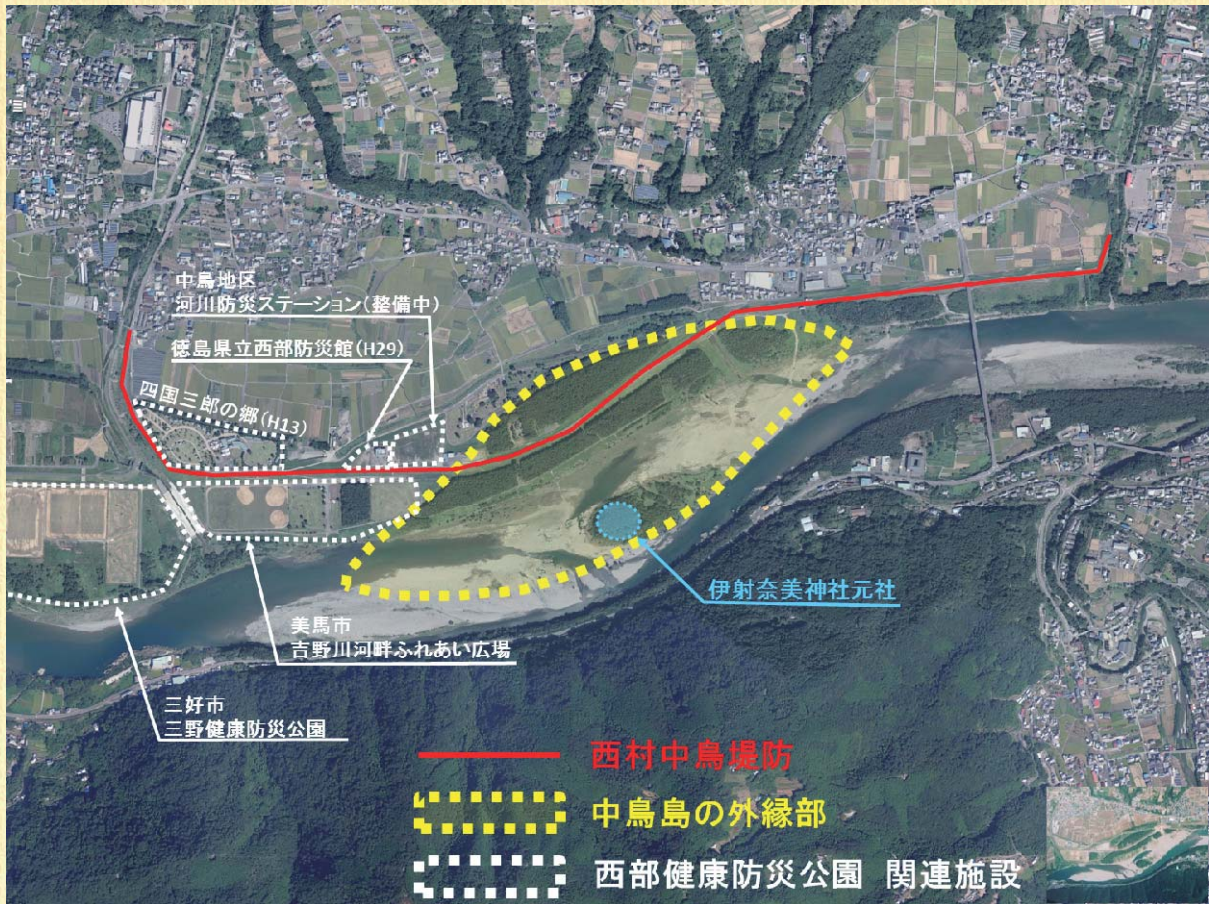 中鳥地区
河川防災ステーション(整備中)
徳島県立西部防災館(H29)
四国三郎の郷(H13)
伊射奈美神社元社
美馬市
吉野川河畔ふれあい広場
三好市
三野健康防災公園
西村中鳥堤防
中鳥島の外縁部
西部健康防災公園 関連施設